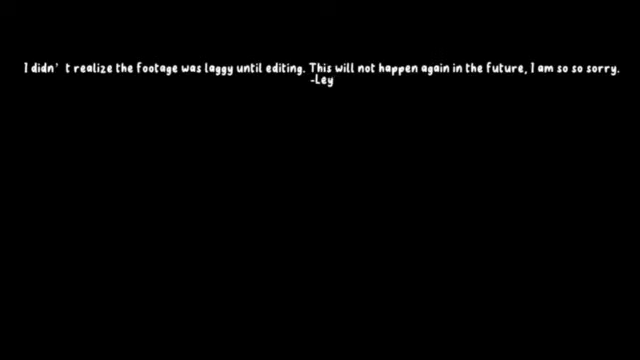 I didn’t realize the footage was laggy until editing. This will not happen again in the future, I am so so sorry.
-Ley